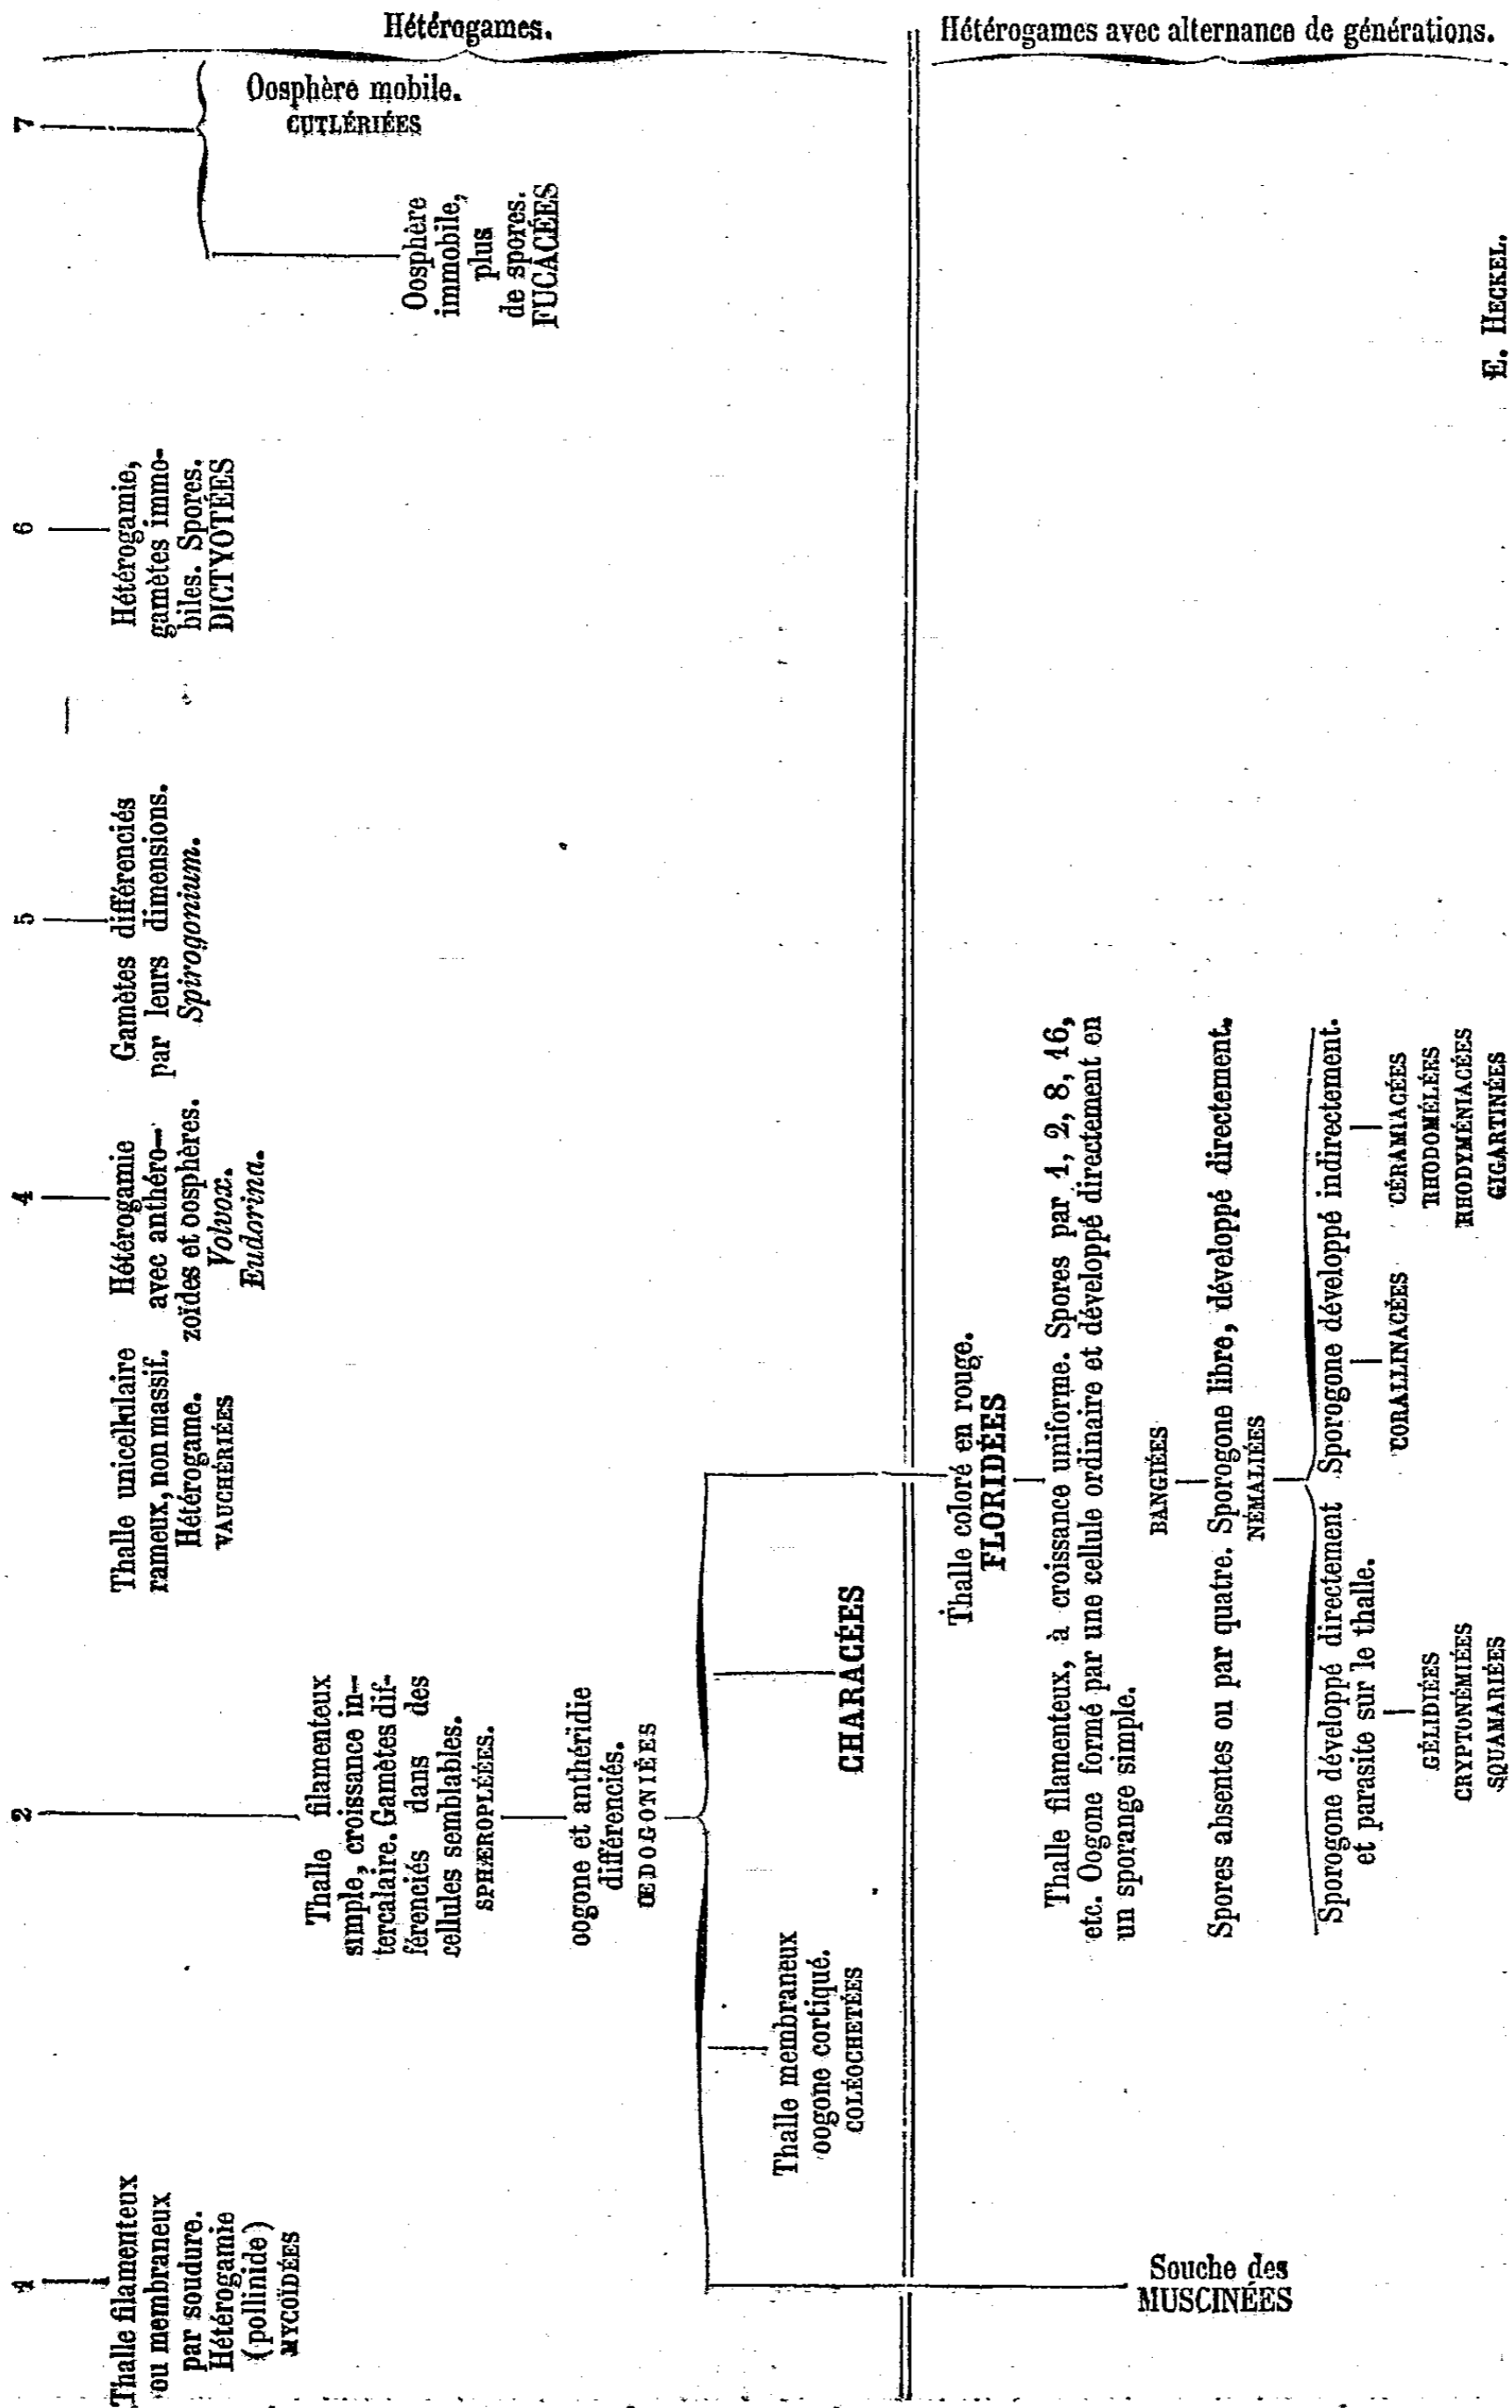 Hétérogames.
Hétérogames avec alternance de générations.
1
Thalle filamenteux
ou membraneux
par soudure.
Hétérogamie
(pollinide)
MYCOÏDÉES
2
Thalle filamenteux
simple, croissance in-
tercalaire. Gamètes dif-
férenciés dans des
cellules semblables.
SPHÆROPLÉÉES.
oogone et anthéridie
différenciés.
ŒDOGONIÉES
Thalle membraneux
oogone cortiqué.
COLÉOCHETÉES
CHARACÉES
Souche des
MUSCINÉES
Thalle unicellulaire
rameux, non massif.
Hétérogame.
VAUCHÉRIÉES
4
Hétérogamie
avec anthéro-
zoïdes et oosphères.
Volvox.
Eudorina.
5
Gamètes différenciés
par leurs dimensions.
Spirogonium.
6
Hétérogamie,
gamètes immo-
biles. Spores.
DICTYOTÉES
7
Oosphère mobile.
CUTLÉRIÉES
Oosphère
immobile,
plus
de spores.
FUCACÉES
Thalle coloré en rouge.
FLORIDÉES
Thalle filamenteux, à croissance uniforme. Spores par 1, 2, 8, 16,
etc. Oogone formé par une cellule ordinaire et développé directement en
un sporange simple.
BANGIÉES
Spores absentes ou par quatre. Sporogone libre, développé directement.
NÉMALIÉES
Sporogone développé directement
et parasite sur le thalle.
GÉLIDIÉES
CRYPTONÉMIÉES
SQUAMARIÉES
Sporogone développé indirectement.
CORALLINACÉES
CÉRAMIACÉES
RHODOMÉLÉES
RHODYMÉNIACÉES
GIGARTINÉES
E. HECKEL.